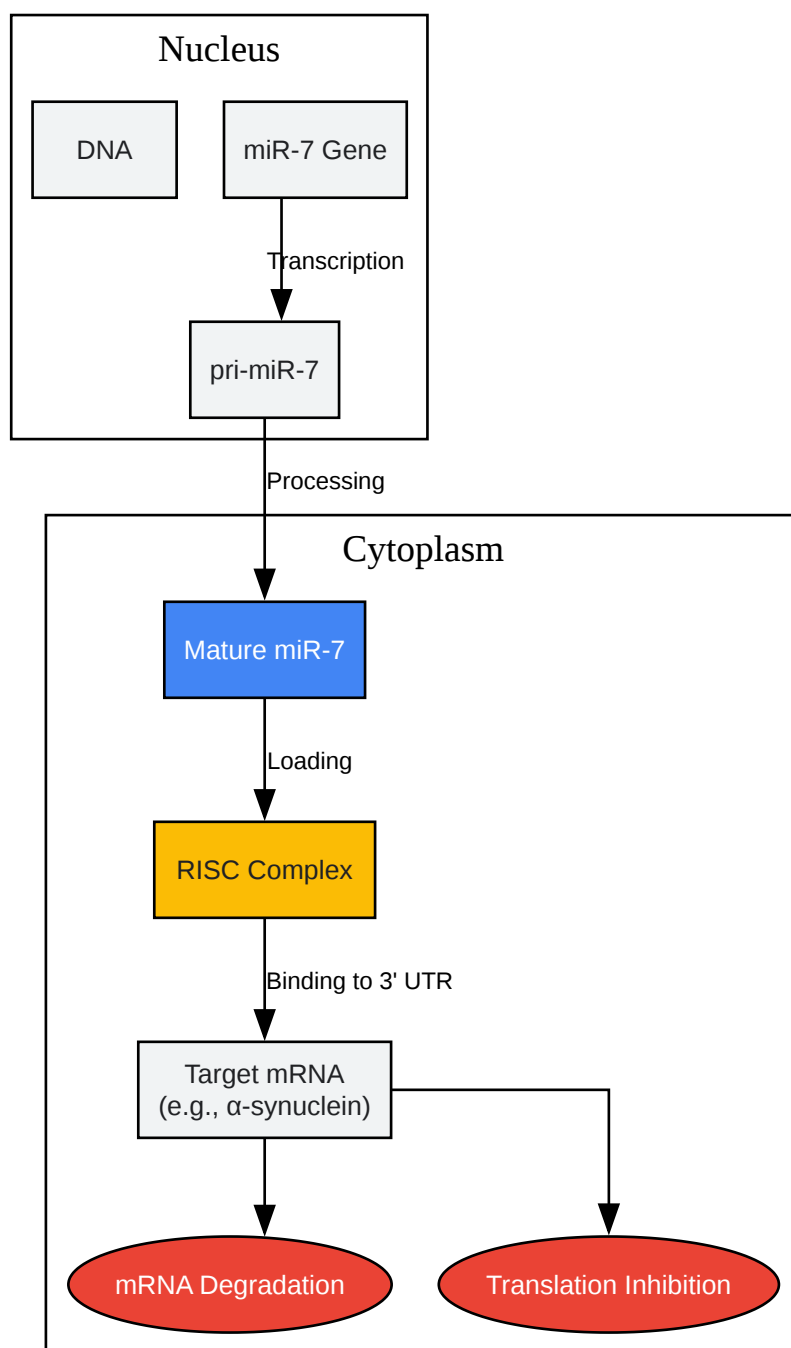 Nucleus
DNA
miR-7 Gene
Transcription
pri-miR-7
Processing
Cytoplasm
Mature miR-7
Loading
RISC Complex
Binding to 3' UTR
Target mRNA
(e.g., α-synuclein)
mRNA Degradation
Translation Inhibition